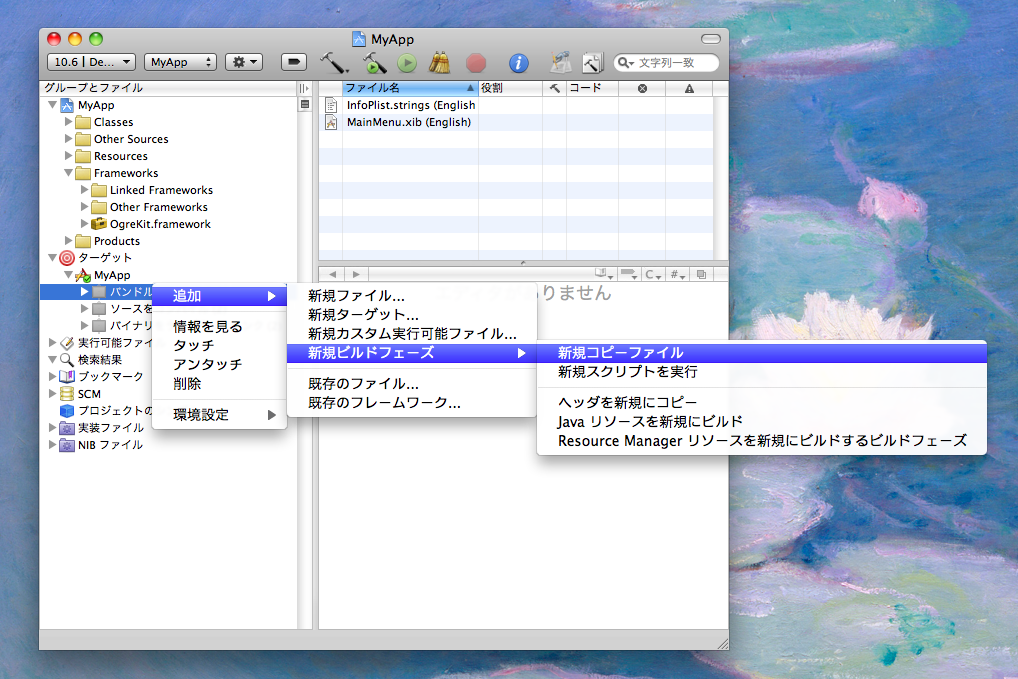 MyApp
10.6 | De...
MyApp
文字列一致
グループとファイル
ファイル名
役割
コード
MyApp
Classes
Other Sources
Resources
Frameworks
Linked Frameworks
Other Frameworks
OgreKit.framework
Products
ターゲット
MyApp
バンドル
ソースを
バイナリ
実行可能ファイ
検索結果
ブックマーク
SCM
プロジェクトの
実装ファイル
NIB ファイル
InfoPlist.strings (English
MainMenu.xib (English)
C
#
ありません
追加
情報を見る
タッチ
アンタッチ
削除
環境設定
新規ファイル...
新規ターゲット...
新規カスタム実行可能ファイル...
新規ビルドフェーズ
既存のファイル...
既存のフレームワーク...
新規コピーファイル
新規スクリプトを実行
ヘッダを新規にコピー
Java リソースを新規にビルド
Resource Manager リソースを新規にビルドするビルドフェーズ